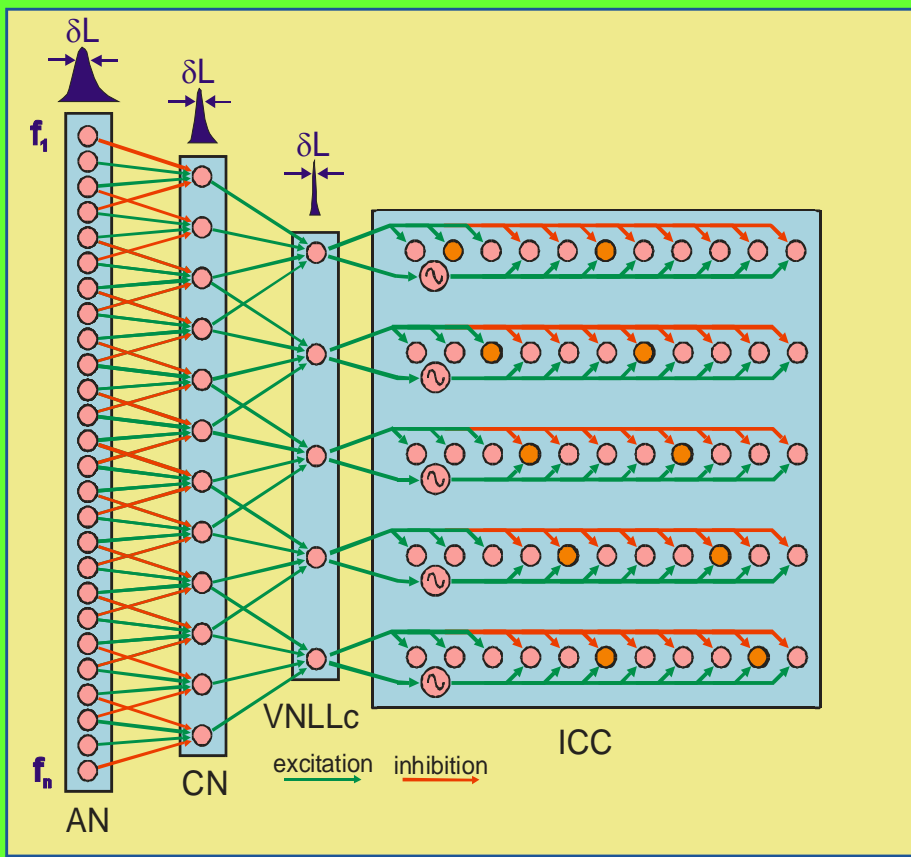 δL
δL
δL
f₁
fₙ
AN
CN
VNLLc
ICC
excitation
inhibition